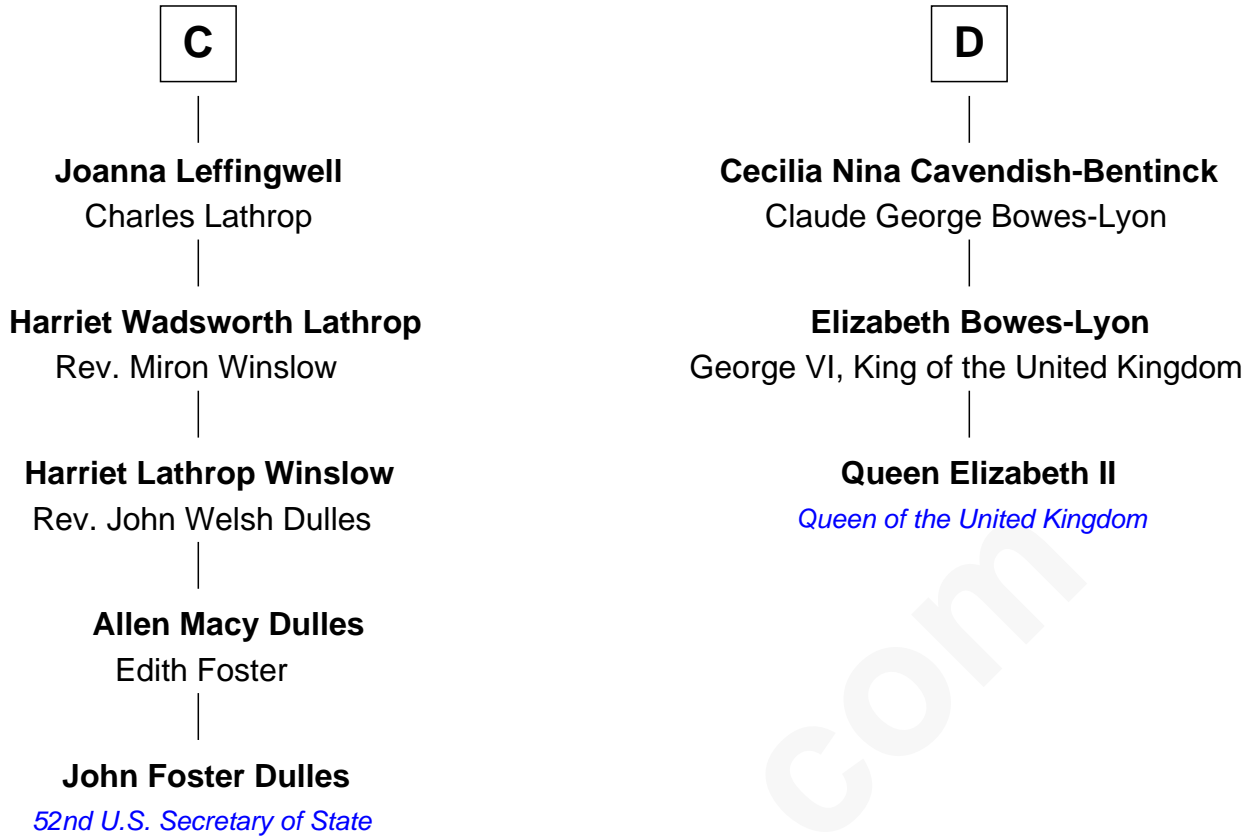 C
Joanna Leffingwell
Charles Lathrop
Harriet Wadsworth Lathrop
Rev. Miron Winslow
Harriet Lathrop Winslow
Rev. John Welsh Dulles
Allen Macy Dulles
Edith Foster
John Foster Dulles
52nd U.S. Secretary of State
D
Cecilia Nina Cavendish-Bentinck
Claude George Bowes-Lyon
Elizabeth Bowes-Lyon
George VI, King of the United Kingdom
Queen Elizabeth II
Queen of the United Kingdom
com